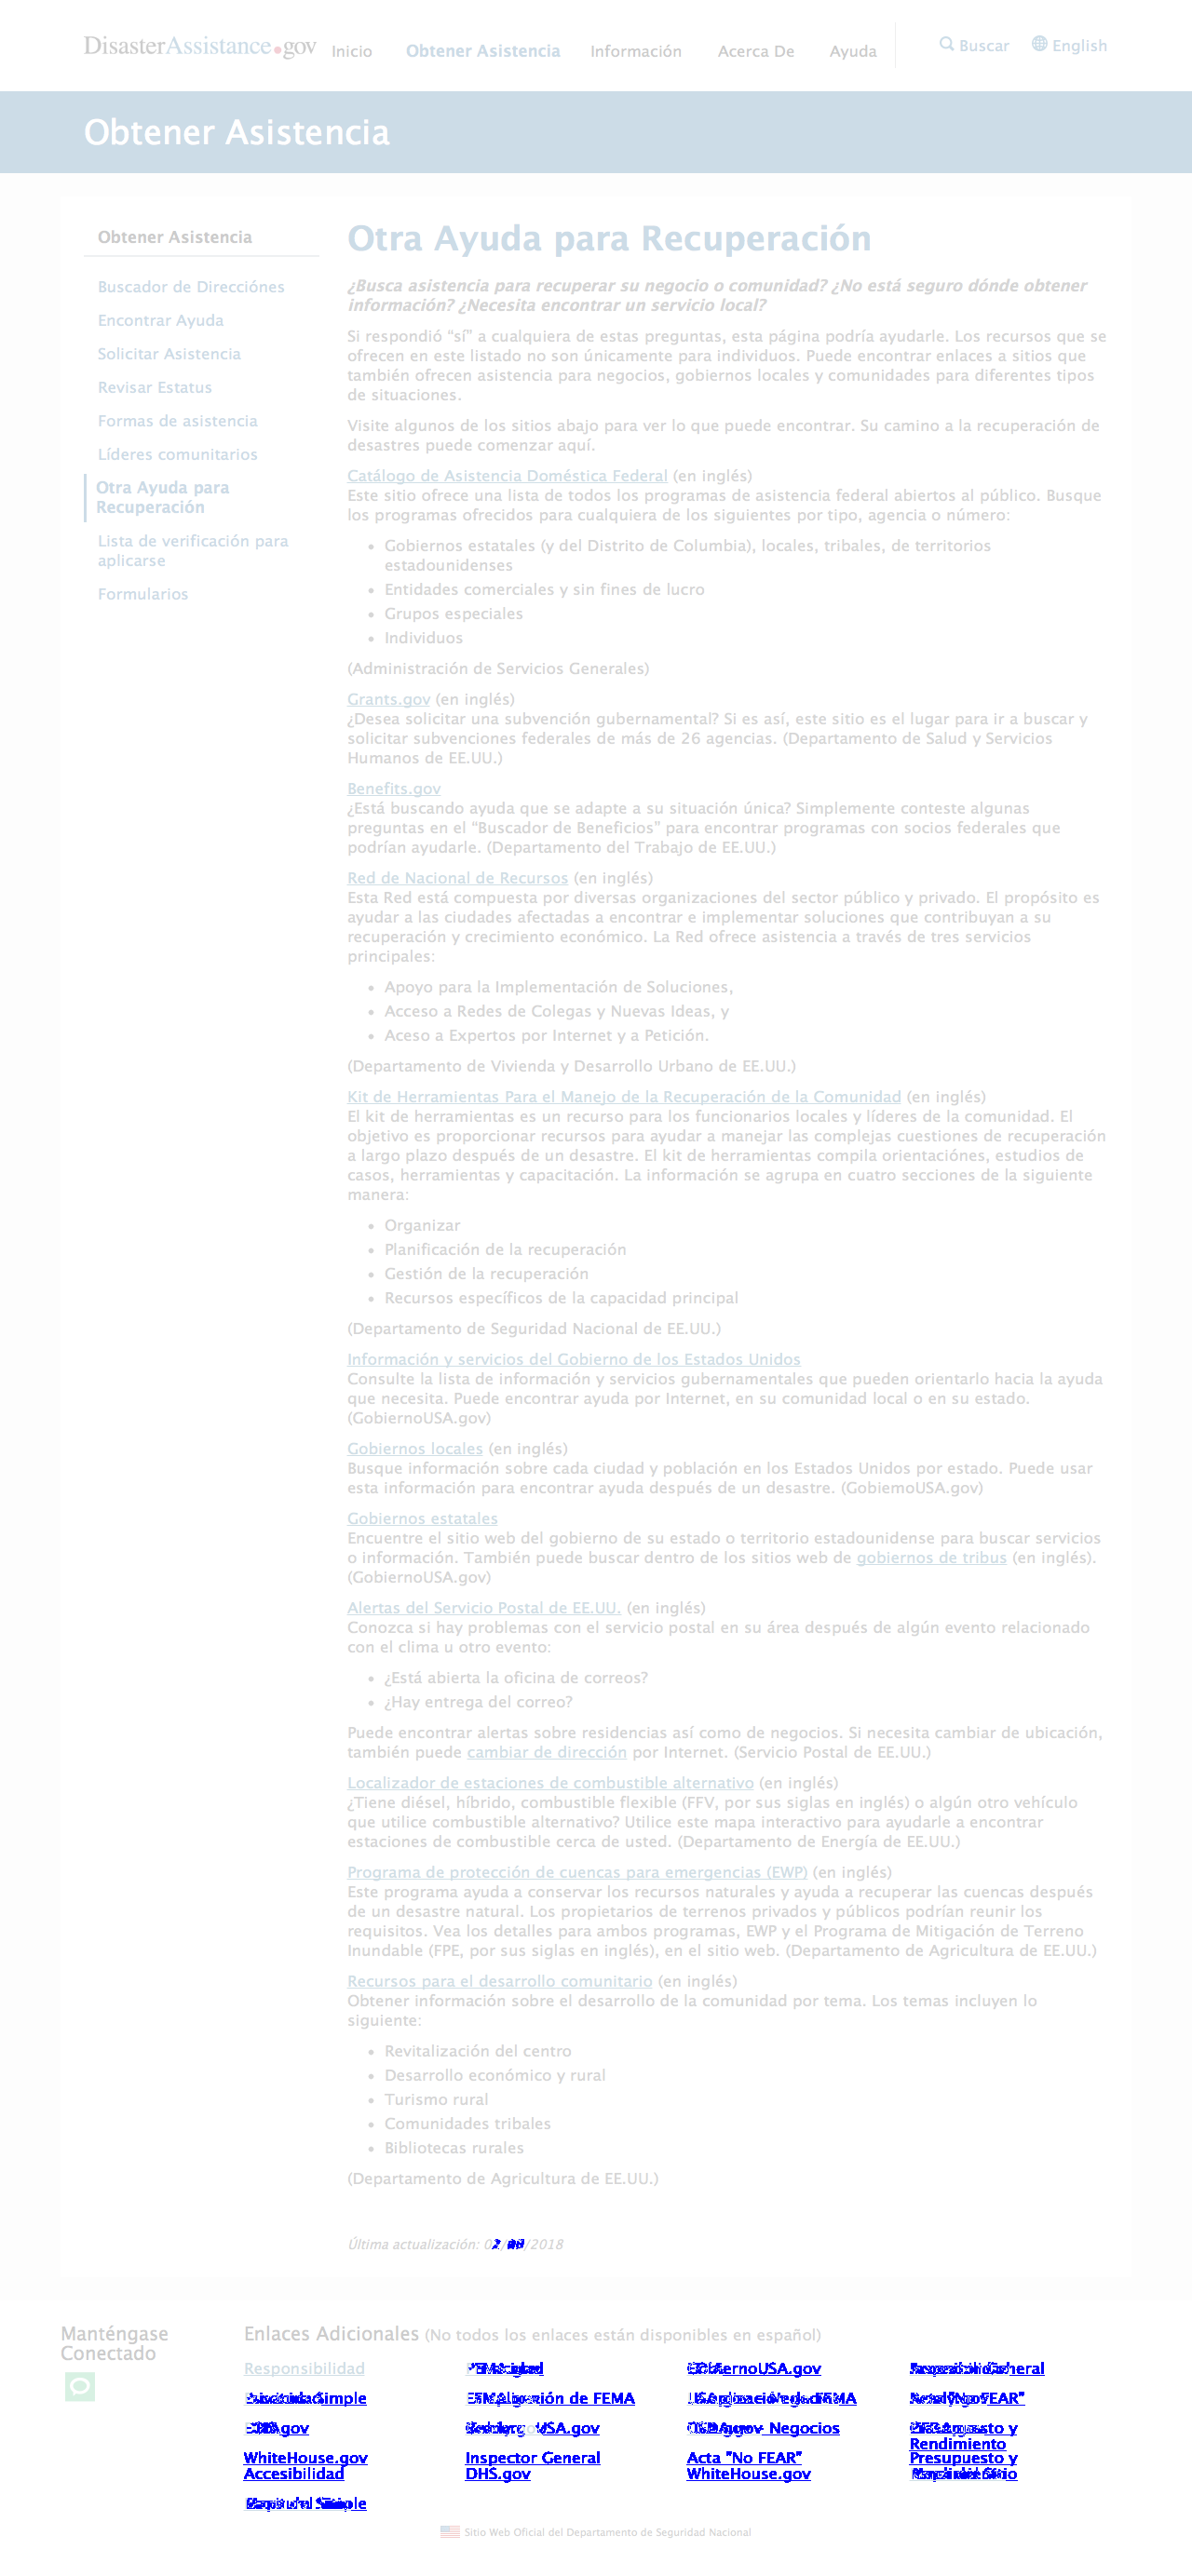 DisasterAssistance.gov Inicio Obtener Asistencia Información Acerca De Ayuda Buscar English
Obtener Asistencia
Obtener Asistencia
Buscador de Direcciónes
Encontrar Ayuda
Solicitar Asistencia
Revisar Estatus
Formas de asistencia
Líderes comunitarios
Otra Ayuda para
Recuperación
Lista de verificación para
aplicarse
Formularios
Otra Ayuda para Recuperación
¿Busca asistencia para recuperar su negocio o comunidad? ¿No está seguro dónde obtener
información? ¿Necesita encontrar un servicio local?
Si respondió “sí” a cualquiera de estas preguntas, esta página podría ayudarle. Los recursos que se
ofrecen en este listado no son únicamente para individuos. Puede encontrar enlaces a sitios que
también ofrecen asistencia para negocios, gobiernos locales y comunidades para diferentes tipos
de situaciones.
Visite algunos de los sitios abajo para ver lo que puede encontrar. Su camino a la recuperación de
desastres puede comenzar aquí.
Catálogo de Asistencia Doméstica Federal (en inglés)
Este sitio ofrece una lista de todos los programas de asistencia federal abiertos al público. Busque
los programas ofrecidos para cualquiera de los siguientes por tipo, agencia o número:
• Gobiernos estatales (y del Distrito de Columbia), locales, tribales, de territorios
estadounidenses
• Entidades comerciales y sin fines de lucro
• Grupos especiales
• Individuos
(Administración de Servicios Generales)
Grants.gov (en inglés)
¿Desea solicitar una subvención gubernamental? Si es así, este sitio es el lugar para ir a buscar y
solicitar subvenciones federales de más de 26 agencias. (Departamento de Salud y Servicios
Humanos de EE.UU.)
Benefits.gov
¿Está buscando ayuda que se adapte a su situación única? Simplemente conteste algunas
preguntas en el “Buscador de Beneficios” para encontrar programas con socios federales que
podrían ayudarle. (Departamento del Trabajo de EE.UU.)
Red de Nacional de Recursos (en inglés)
Esta Red está compuesta por diversas organizaciones del sector público y privado. El propósito es
ayudar a las ciudades afectadas a encontrar e implementar soluciones que contribuyan a su
recuperación y crecimiento económico. La Red ofrece asistencia a través de tres servicios
principales:
• Apoyo para la Implementación de Soluciones,
• Acceso a Redes de Colegas y Nuevas Ideas, y
• Aceso a Expertos por Internet y a Petición.
(Departamento de Vivienda y Desarrollo Urbano de EE.UU.)
Kit de Herramientas Para el Manejo de la Recuperación de la Comunidad (en inglés)
El kit de herramientas es un recurso para los funcionarios locales y líderes de la comunidad. El
objetivo es proporcionar recursos para ayudar a manejar las complejas cuestiones de recuperación
a largo plazo después de un desastre. El kit de herramientas compila orientaciónes, estudios de
casos, herramientas y capacitación. La información se agrupa en cuatro secciones de la siguiente
manera:
• Organizar
• Planificación de la recuperación
• Gestión de la recuperación
• Recursos específicos de la capacidad principal
(Departamento de Seguridad Nacional de EE.UU.)
Información y servicios del Gobierno de los Estados Unidos
Consulte la lista de información y servicios gubernamentales que pueden orientarlo hacia la ayuda
que necesita. Puede encontrar ayuda por Internet, en su comunidad local o en su estado.
(GobiernoUSA.gov)
Gobiernos locales (en inglés)
Busque información sobre cada ciudad y población en los Estados Unidos por estado. Puede usar
esta información para encontrar ayuda después de un desastre. (GobiemoUSA.gov)
Gobiernos estatales
Encuentre el sitio web del gobierno de su estado o territorio estadounidense para buscar servicios
o información. También puede buscar dentro de los sitios web de gobiernos de tribus (en inglés).
(GobiernoUSA.gov)
Alertas del Servicio Postal de EE.UU. (en inglés)
Conozca si hay problemas con el servicio postal en su área después de algún evento relacionado
con el clima u otro evento:
• ¿Está abierta la oficina de correos?
• ¿Hay entrega del correo?
Puede encontrar alertas sobre residencias así como de negocios. Si necesita cambiar de ubicación,
también puede cambiar de dirección por Internet. (Servicio Postal de EE.UU.)
Localizador de estaciones de combustible alternativo (en inglés)
¿Tiene diésel, híbrido, combustible flexible (FFV, por sus siglas en inglés) o algún otro vehículo
que utilice combustible alternativo? Utilice este mapa interactivo para ayudarle a encontrar
estaciones de combustible cerca de usted. (Departamento de Energía de EE.UU.)
Programa de protección de cuencas para emergencias (EWP) (en inglés)
Este programa ayuda a conservar los recursos naturales y ayuda a recuperar las cuencas después
de un desastre natural. Los propietarios de terrenos privados y públicos podrían reunir los
requisitos. Vea los detalles para ambos programas, EWP y el Programa de Mitigación de Terreno
Inundable (FPE, por sus siglas en inglés), en el sitio web. (Departamento de Agricultura de EE.UU.)
Recursos para el desarrollo comunitario (en inglés)
Obtener información sobre el desarrollo de la comunidad por tema. Los temas incluyen lo
siguiente:
• Revitalización del centro
• Desarrollo económico y rural
• Turismo rural
• Comunidades tribales
• Bibliotecas rurales
(Departamento de Agricultura de EE.UU.)
Última actualización: /2018
Manténgase
Conectado
Enlaces Adicionales (No todos los enlaces están disponibles en español)
Responsibilidad GobiernoUSA.gov
de FEMA "No FEAR"
Negocios
Rendimiento
WhiteHouse.gov Inspector General Acta "No FEAR" Presupuesto y
Accesibilidad DHS.gov WhiteHouse.gov
Sitio Web Oficial del Departamento de Seguridad Nacional